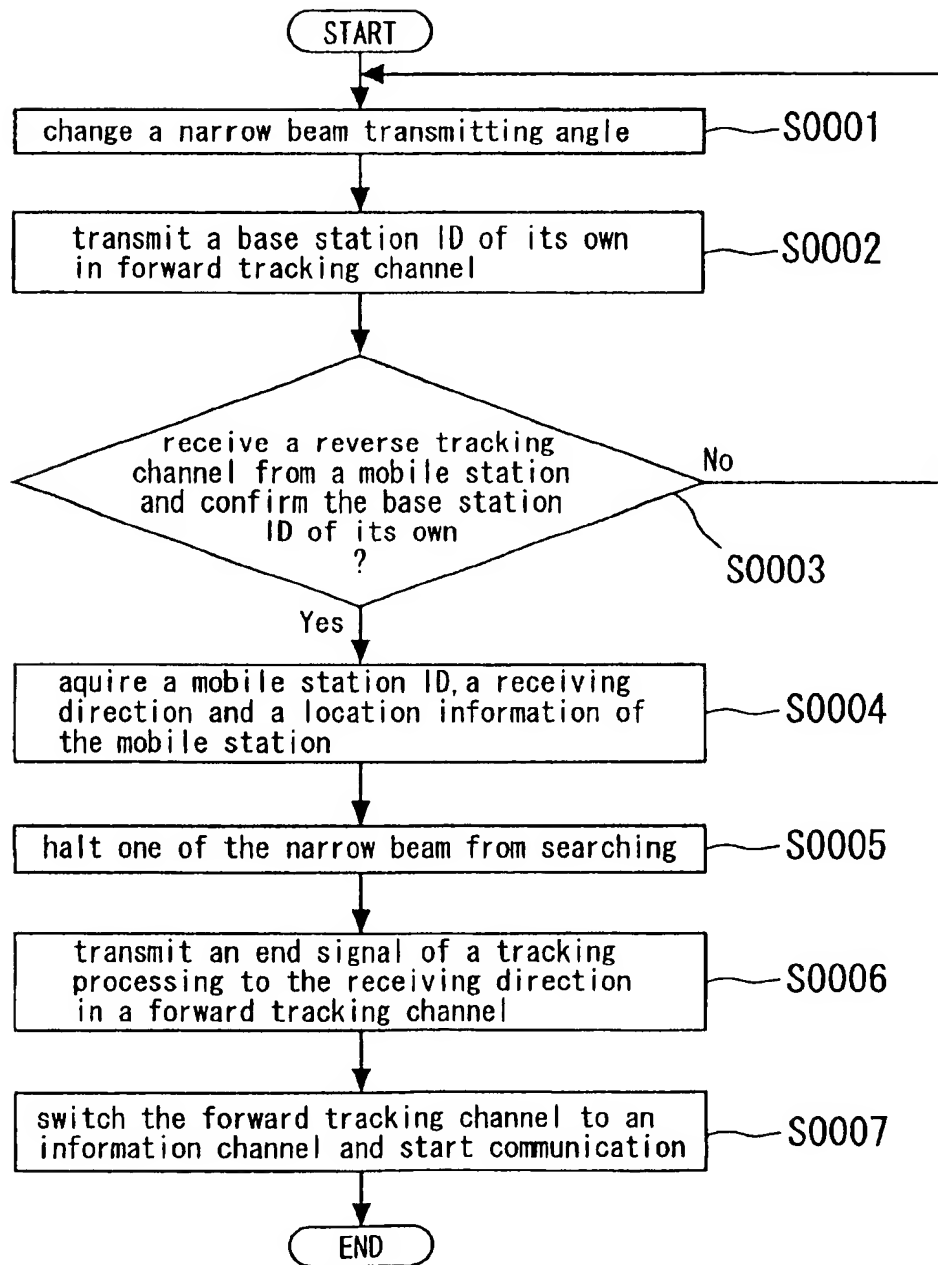 START
change a narrow beam transmitting angle
S0001
transmit a base station ID of its own
in forward tracking channel
S0002
receive a reverse tracking
channel from a mobile station
and confirm the base station
ID of its own
?
No
S0003
Yes
aquire a mobile station ID, a receiving
direction and a location information of
the mobile station
S0004
halt one of the narrow beam from searching
S0005
transmit an end signal of a tracking
processing to the receiving direction
in a forward tracking channel
S0006
switch the forward tracking channel to an
information channel and start communication
S0007
END